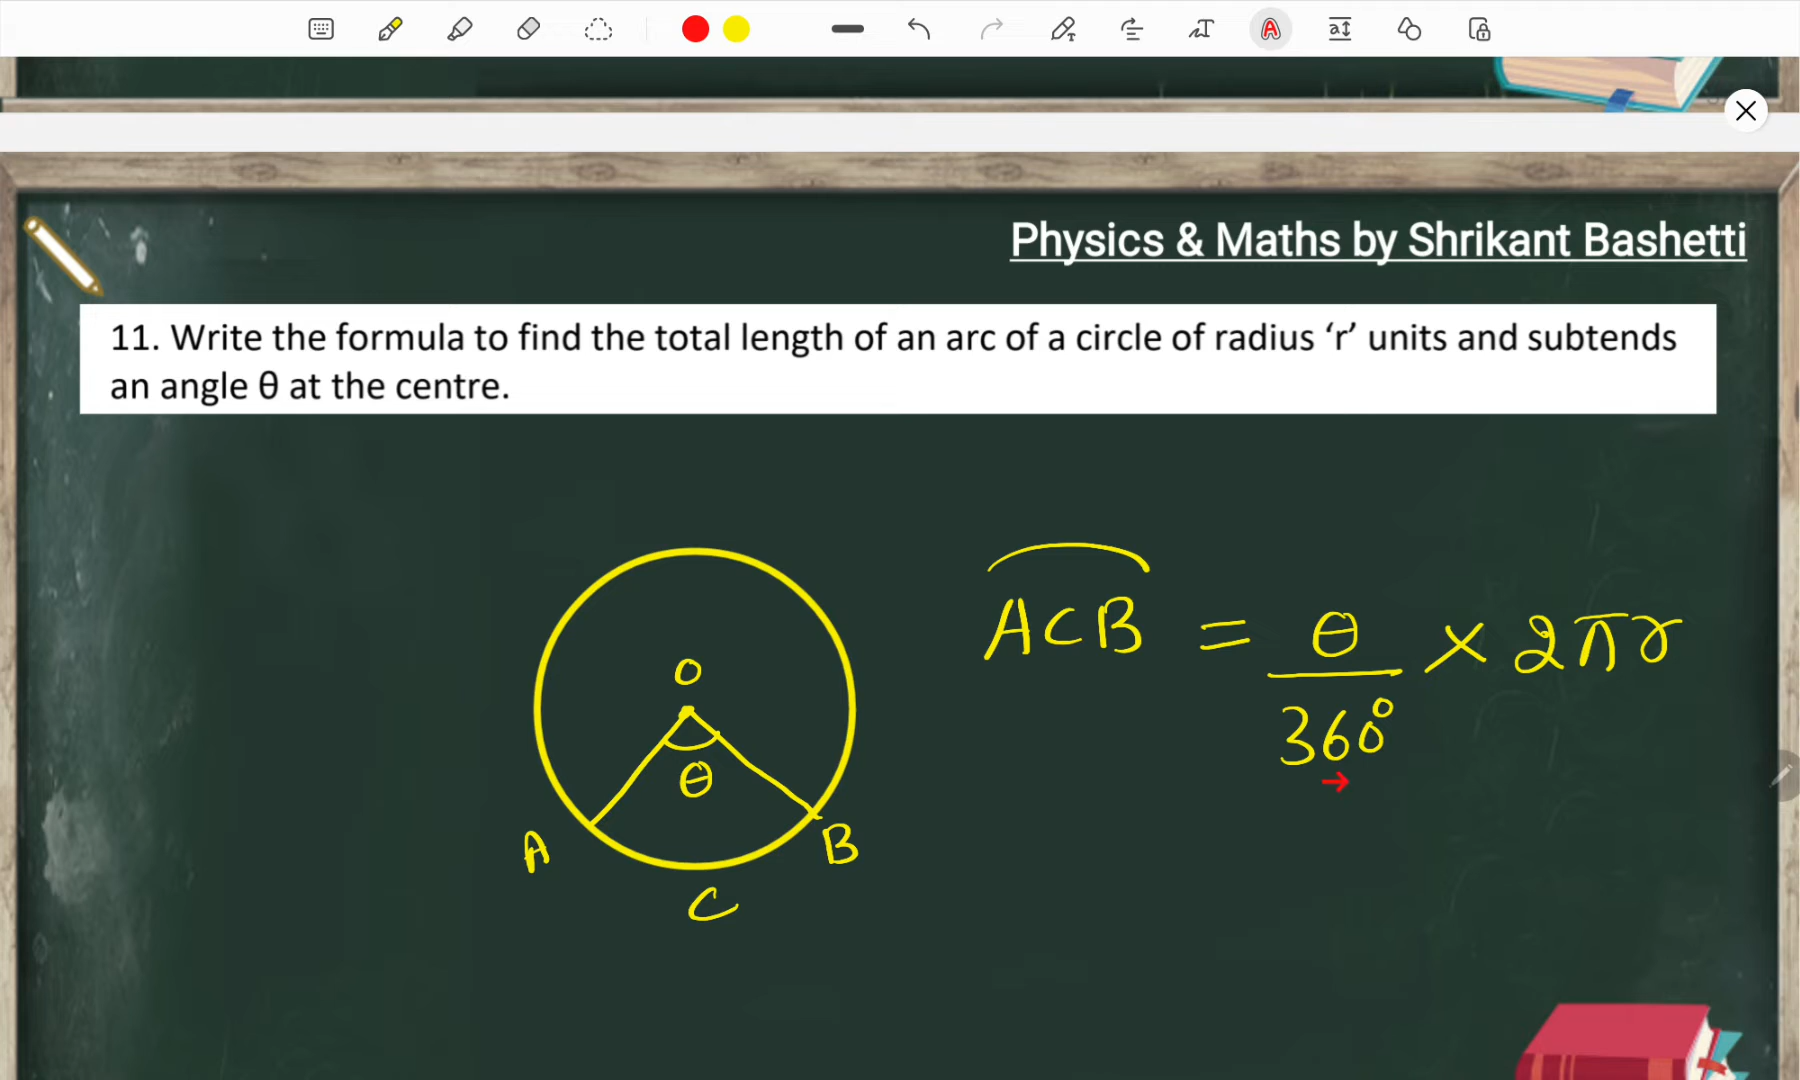 Physics & Maths by Shrikant Bashetti
11. Write the formula to find the total length of an arc of a circle of radius ‘r’ units and subtends
an angle θ at the centre.
O
θ
A
B
C
ACB = θ/360° × 2πr